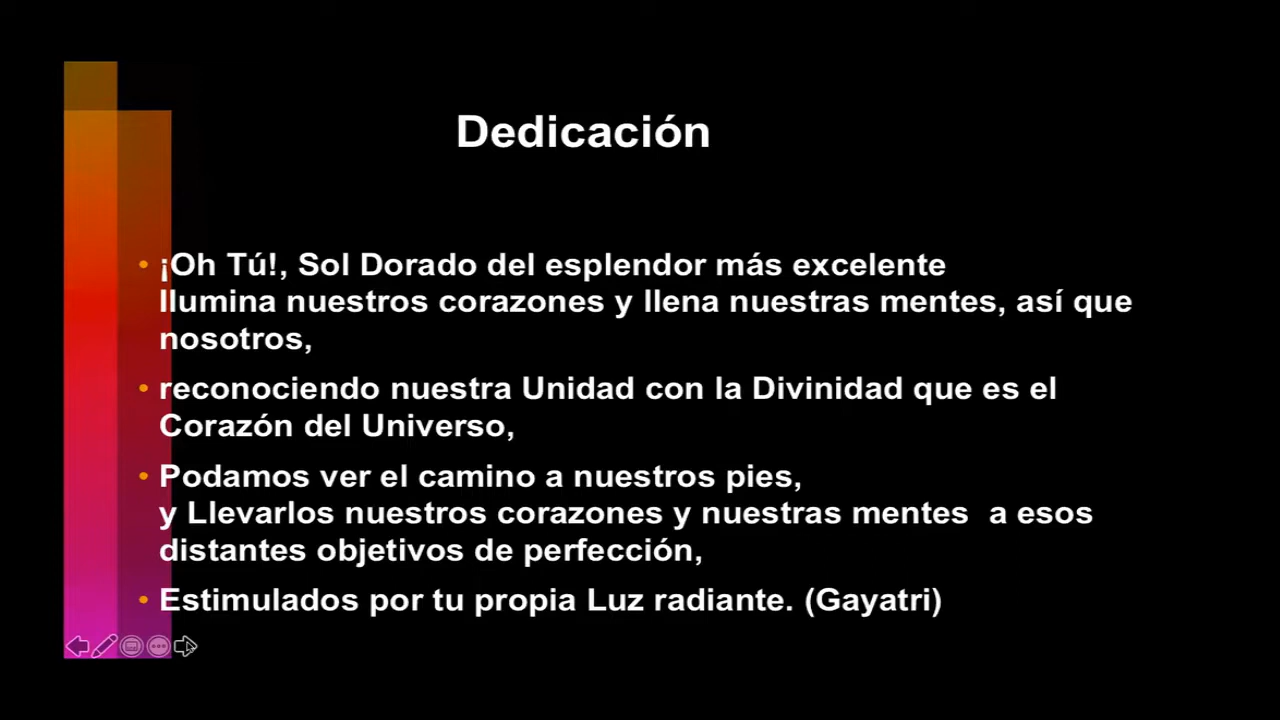 Dedicación
• ¡Oh Tú!, Sol Dorado del esplendor más excelente
Ilumina nuestros corazones y llena nuestras mentes, así que
nosotros,
• reconociendo nuestra Unidad con la Divinidad que es el
Corazón del Universo,
• Podamos ver el camino a nuestros pies,
y Llevarlos nuestros corazones y nuestras mentes  a esos
distantes objetivos de perfección,
• Estimulados por tu propia Luz radiante. (Gayatri)